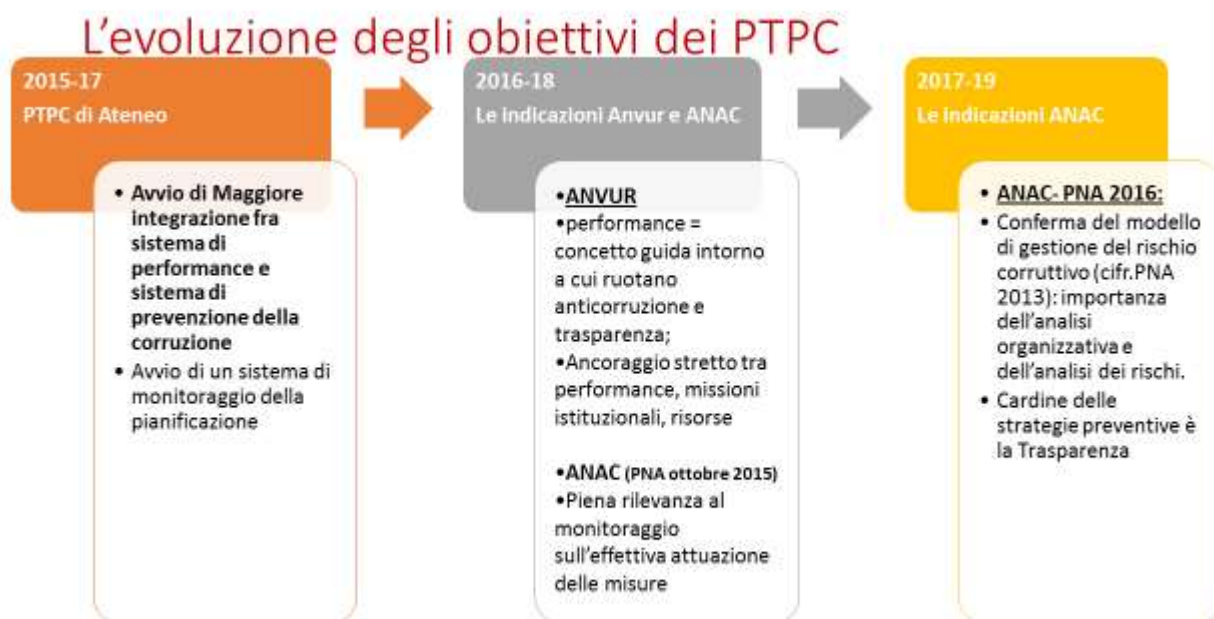 L'evoluzione degli obiettivi dei PTPC
2015-17
PTPC di Ateneo
• Avvio di Maggiore
integrazione fra
sistema di
performance e
sistema di
prevenzione della
corruzione
• Avvio di un sistema di
monitoraggio della
pianificazione
2016-18
Le indicazioni Anvur e ANAC
•ANVUR
•performance =
concetto guida intorno
a cui ruotano
anticorruzione e
trasparenza;
•Ancoraggio stretto tra
performance, missioni
istituzionali, risorse
•ANAC (PNA ottobre 2015)
•Piena rilevanza al
monitoraggio
sull'effettiva attuazione
delle misure
2017-19
Le indicazioni ANAC
• ANAC- PNA 2016:
• Conferma del modello
di gestione del rischio
corruttivo (cifr.PNA
2013): importanza
dell'analisi
organizzativa e
dell'analisi dei rischi.
• Cardine delle
strategie preventive è
la Trasparenza